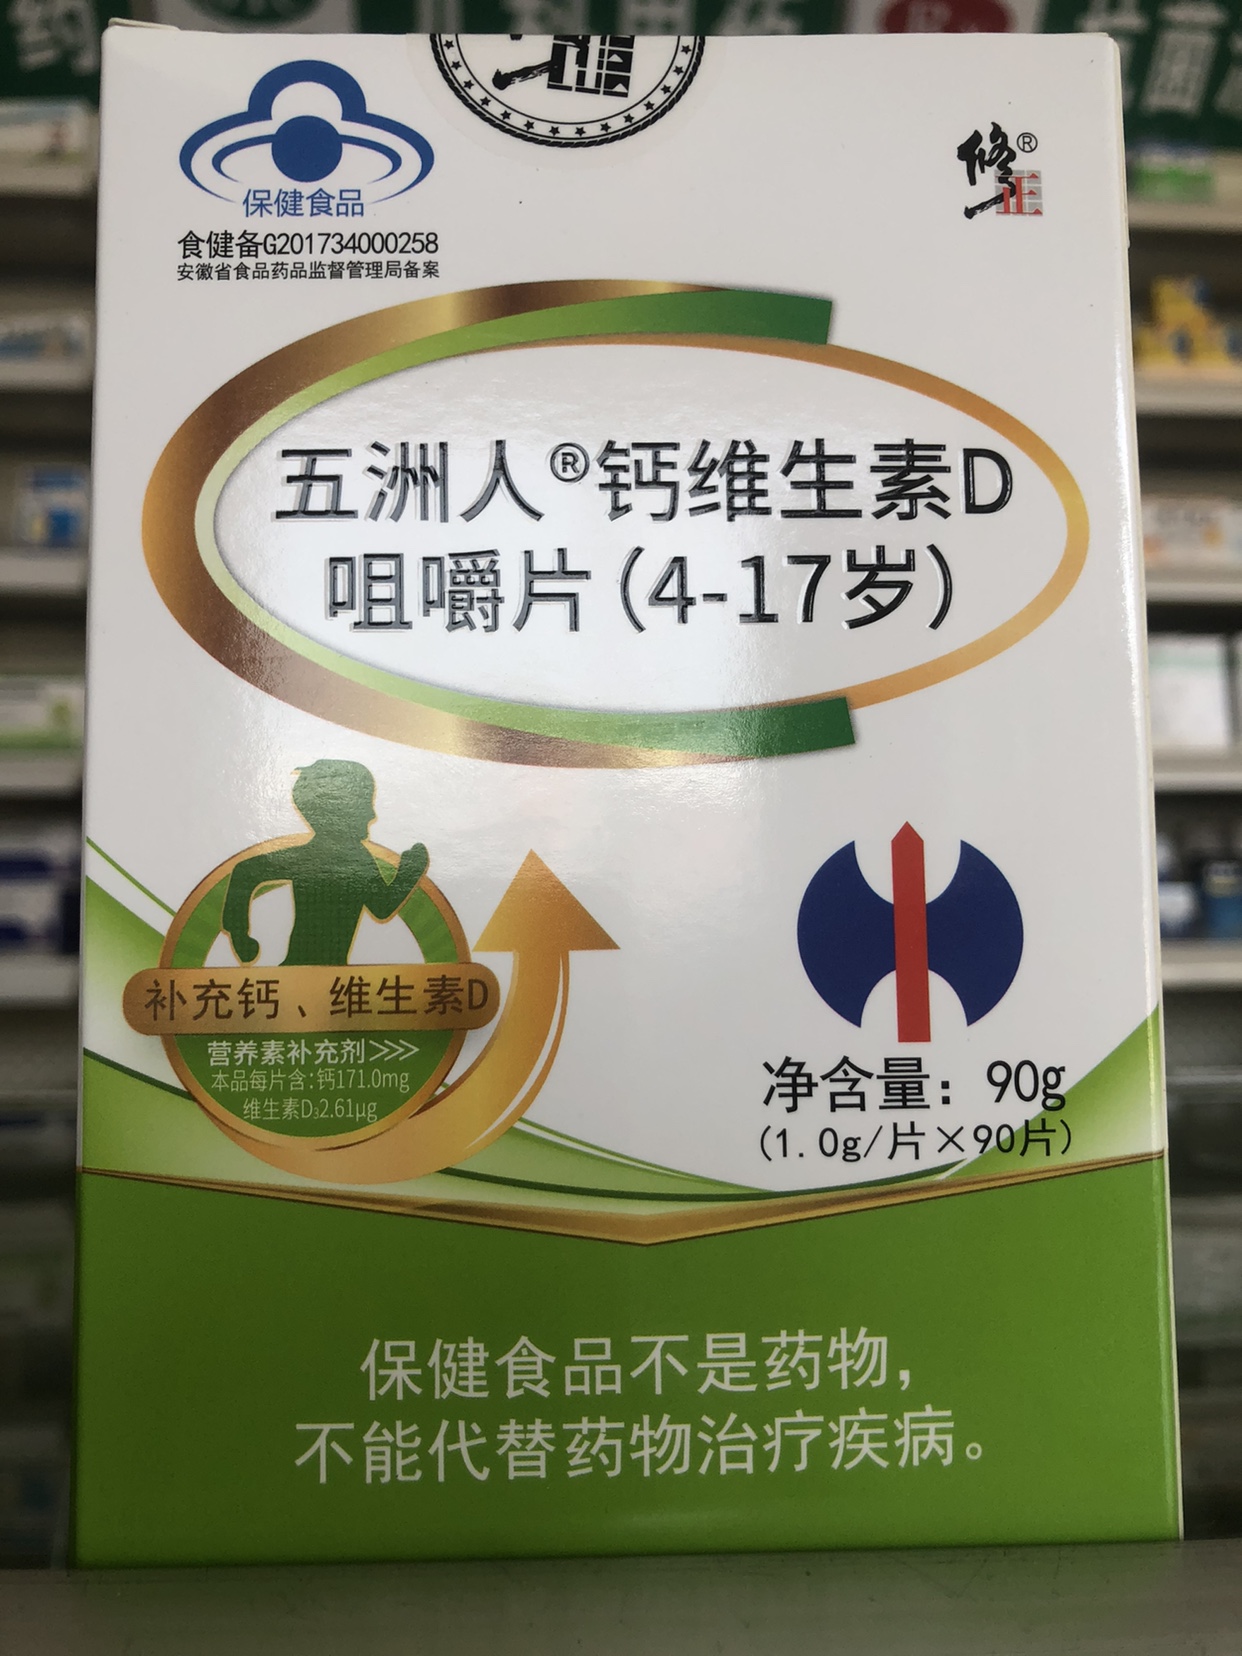 保健食品
食健备G201734000258
安徽省食品药品监督管理局备案
修正®
五洲人®钙维生素D
咀嚼片(4-17岁)
补充钙、维生素D
营养素补充剂>>>>
本品每片含:钙171.0mg
维生素D₃2.61μg
净含量：90g
(1.0g/片×90片)
保健食品不是药物，
不能代替药物治疗疾病。